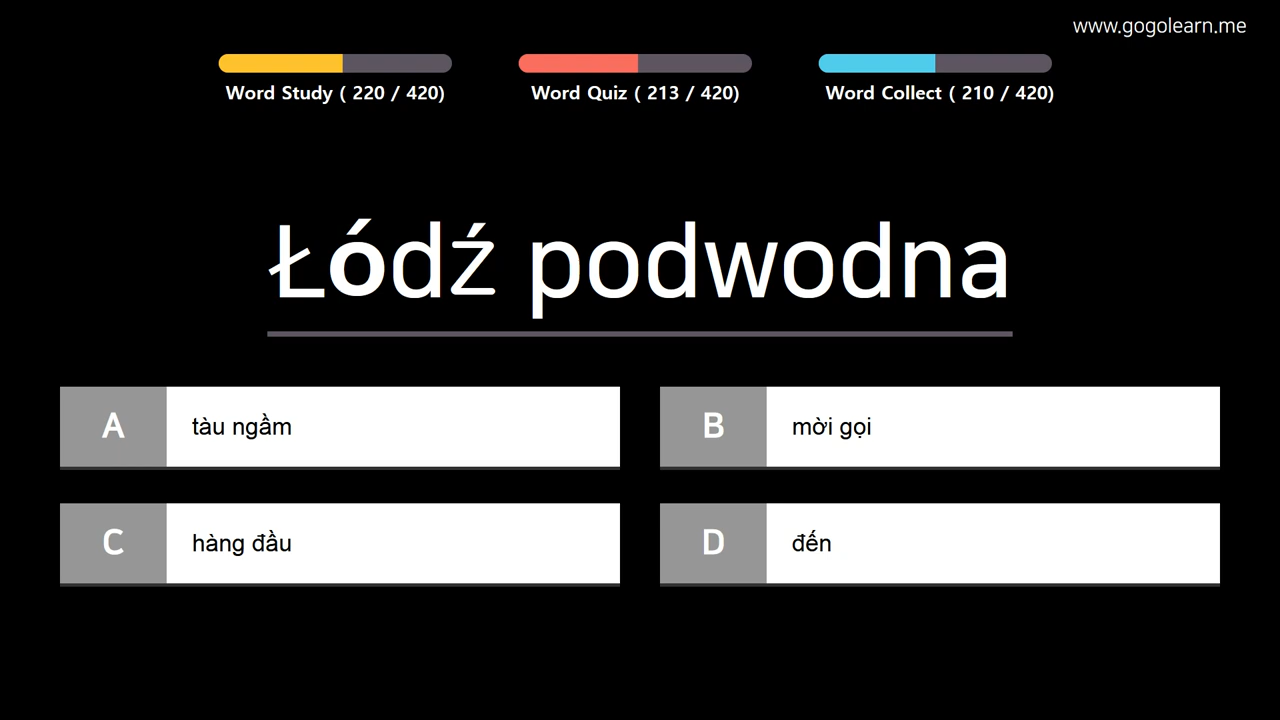 www.gogolearn.me
Word Study ( 220 / 420)
Word Quiz ( 213 / 420)
Word Collect ( 210 / 420)
Łódź podwodna
A tàu ngầm
B mời gọi
C hàng đầu
D đến